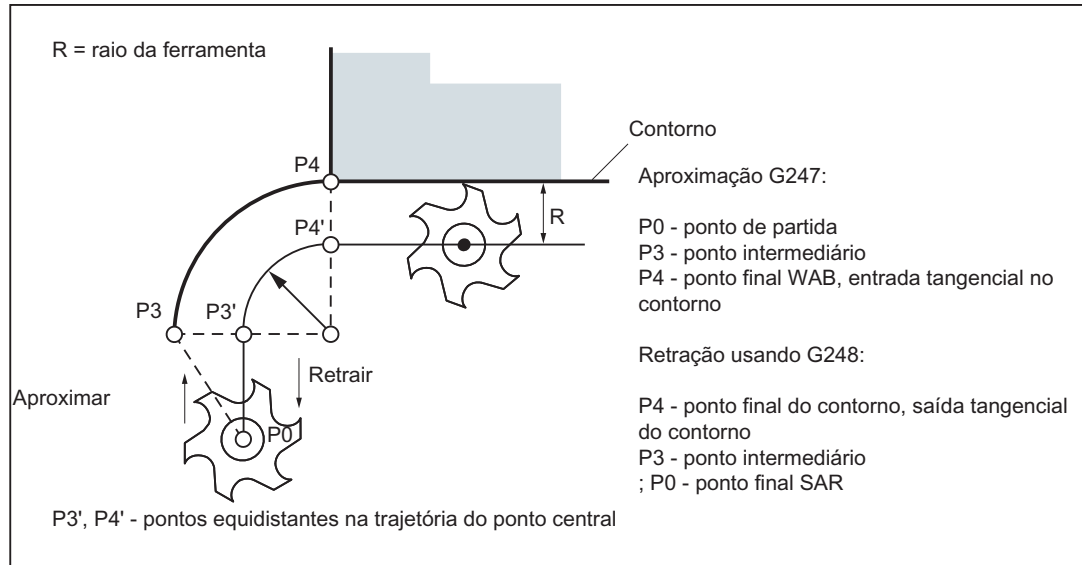 R = raio da ferramenta
Contorno
P4
Aproximação G247:
R
P0 - ponto de partida
P4'
P3 - ponto intermediário
P4 - ponto final WAB, entrada tangencial no
contorno
P3
P3'
Retração usando G248:
Retrair
Aproximar
P4 - ponto final do contorno, saída tangencial
do contorno
P0
P3 - ponto intermediário
; P0 - ponto final SAR
P3', P4' - pontos equidistantes na trajetória do ponto central